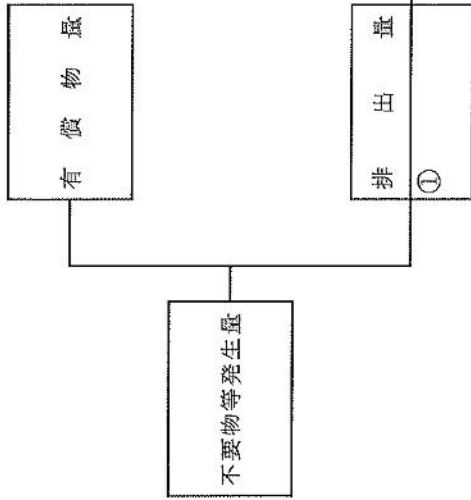 不要物等発生量
有償物量
排出量
①